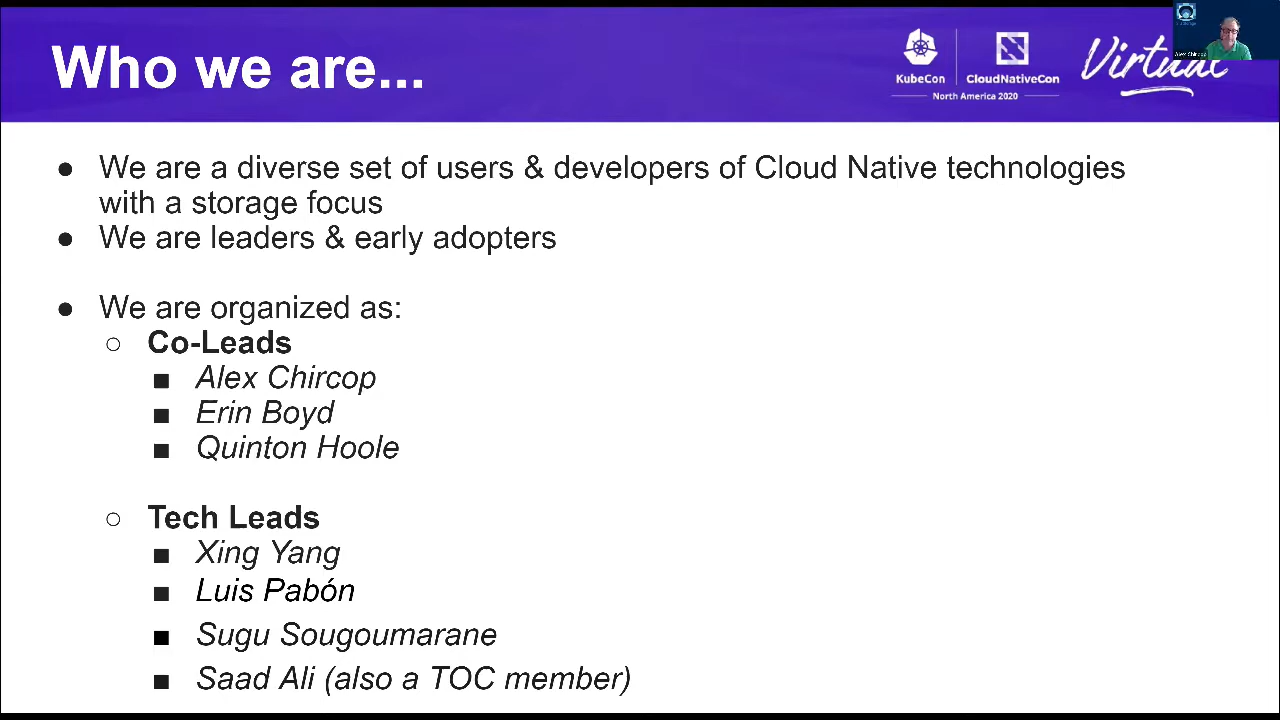 Who we are...
KubeCon
CloudNativeCon
North America 2020
Virtual
Alex Chircop
● We are a diverse set of users & developers of Cloud Native technologies
with a storage focus
● We are leaders & early adopters
● We are organized as:
○ Co-Leads
■ Alex Chircop
■ Erin Boyd
■ Quinton Hoole
○ Tech Leads
■ Xing Yang
■ Luis Pabón
■ Sugu Sougoumarane
■ Saad Ali (also a TOC member)